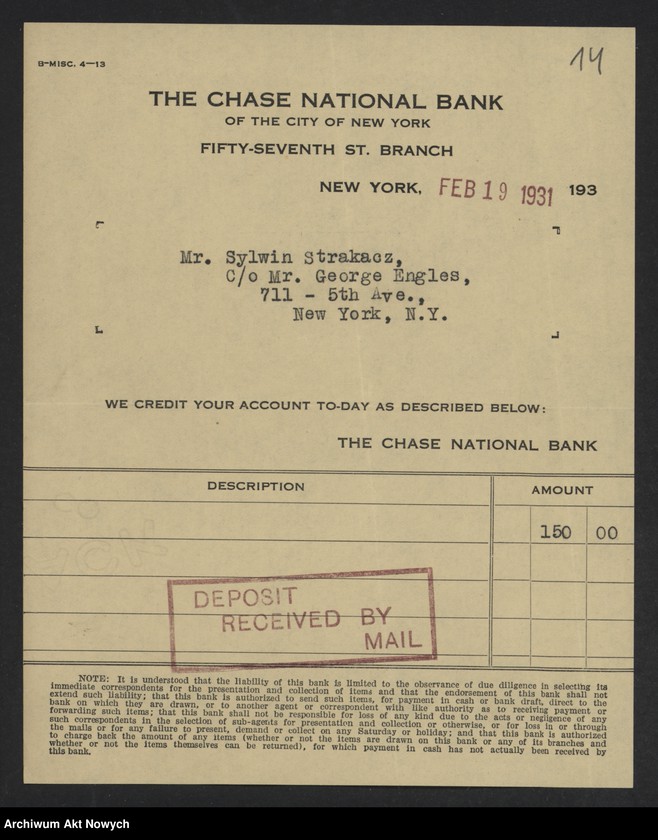 B-MISC. 4—13
14
THE CHASE NATIONAL BANK
OF THE CITY OF NEW YORK
FIFTY-SEVENTH ST. BRANCH
NEW YORK, FEB 19 1931 193
Mr. Sylwin Strakacz,
C/o Mr. George Engles,
711 - 5th Ave.,
New York, N.Y.
WE CREDIT YOUR ACCOUNT TO-DAY AS DESCRIBED BELOW:
THE CHASE NATIONAL BANK
DESCRIPTION AMOUNT
150 00
DEPOSIT
RECEIVED BY
MAIL
NOTE: It is understood that the liability of this bank is limited to the observance of due diligence in selecting its
immediate correspondents for the presentation and collection of items and that the endorsement of this bank shall not
extend such liability; that this bank is authorized to send such items, for payment in cash or bank draft, direct to the
bank on which they are drawn, or to another agent or correspondent with like authority as to receiving payment or
forwarding such items; that this bank shall not be responsible for loss of any kind due to the acts or negligence of any
such correspondents in the selection of sub-agents for presentation and collection or otherwise, or for loss in or through
the mails or for any failure to present, demand or collect on any Saturday or holiday; and that this bank is authorized
to charge back the amount of any items (whether or not the items are drawn on this bank or any of its branches and
whether or not the items themselves can be returned), for which payment in cash has not actually been received by
this bank.
Archiwum Akt Nowych